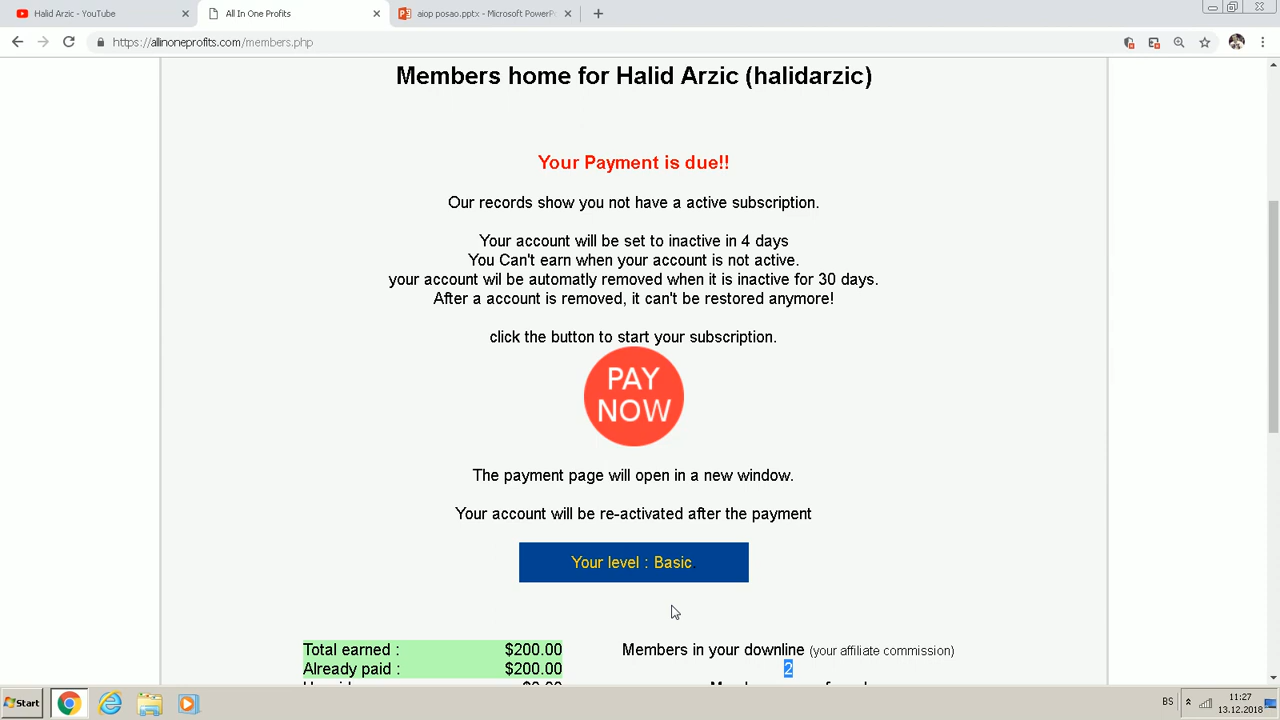 Halid Arzic - YouTube
All In One Profits
aiop posao.pptx - Microsoft PowerP
https://allinoneprofits.com/members.php
Members home for Halid Arzic (halidarzic)
Your Payment is due!!
Our records show you not have a active subscription.
Your account will be set to inactive in 4 days
You Can't earn when your account is not active.
your account wil be automatly removed when it is inactive for 30 days.
After a account is removed, it can't be restored anymore!
click the button to start your subscription.
PAY
NOW
The payment page will open in a new window.
Your account will be re-activated after the payment
Your level : Basic
Total earned : $200.00
Members in your downline (your affiliate commission)
Already paid : $200.00
2
Start
BS
11:27
13.12.2018